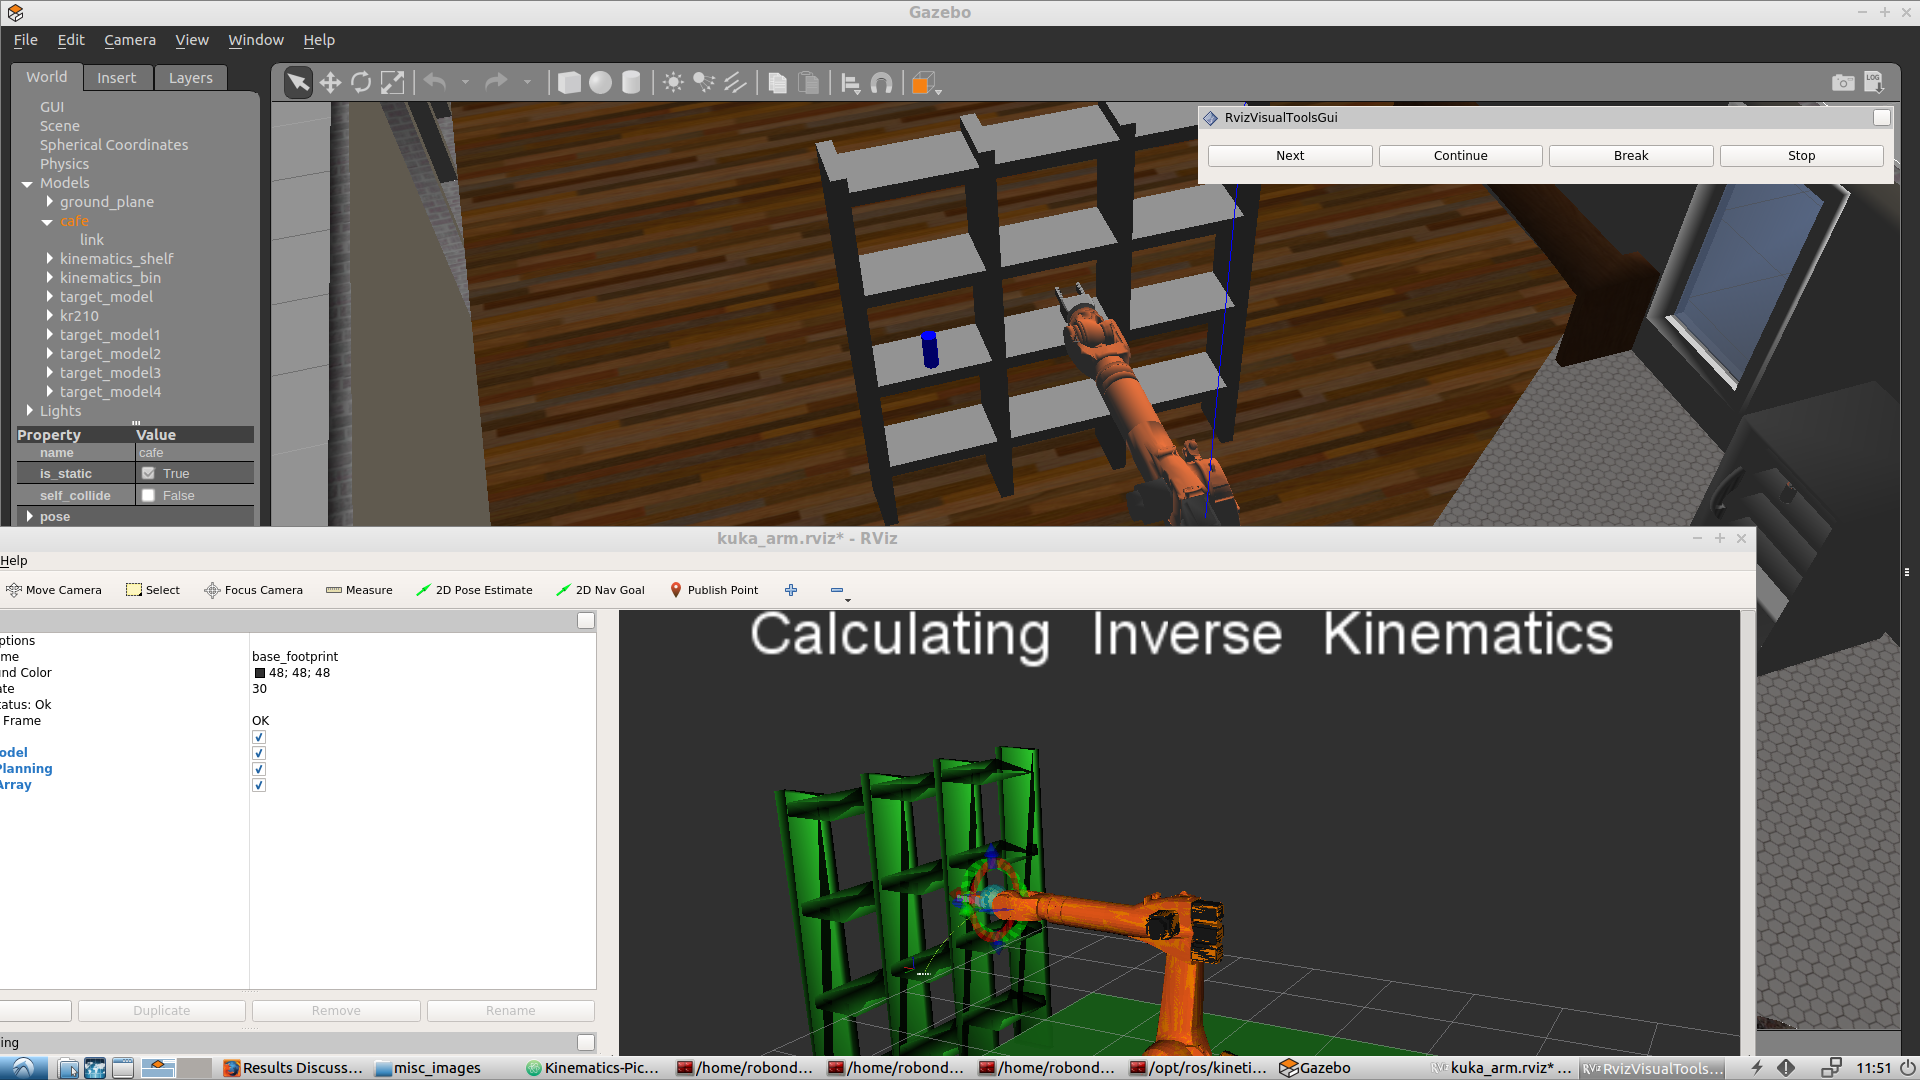 Gazebo
File Edit Camera View Window Help
World Insert Layers
GUI
Scene
Spherical Coordinates
Physics
Models
ground_plane
cafe
link
kinematics_shelf
kinematics_bin
target_model
kr210
target_model1
target_model2
target_model3
target_model4
Lights
Property Value
name cafe
is_static True
self_collide False
pose
LOG
RvizVisualToolsGui
Next Continue Break Stop
kuka_arm.rviz* - RViz
Help
Move Camera Select Focus Camera Measure 2D Pose Estimate 2D Nav Goal Publish Point
ptions
me base_footprint
nd Color 48; 48; 48
ate 30
tatus: Ok
Frame OK
odel
Planning
Array
Duplicate Remove Rename
ing
Calculating Inverse Kinematics
Results Discuss... misc_images Kinematics-Pic... /home/robond... /home/robond... /home/robond... /opt/ros/kineti... Gazebo kuka_arm.rviz* ... RvizVisualTools... 11:51